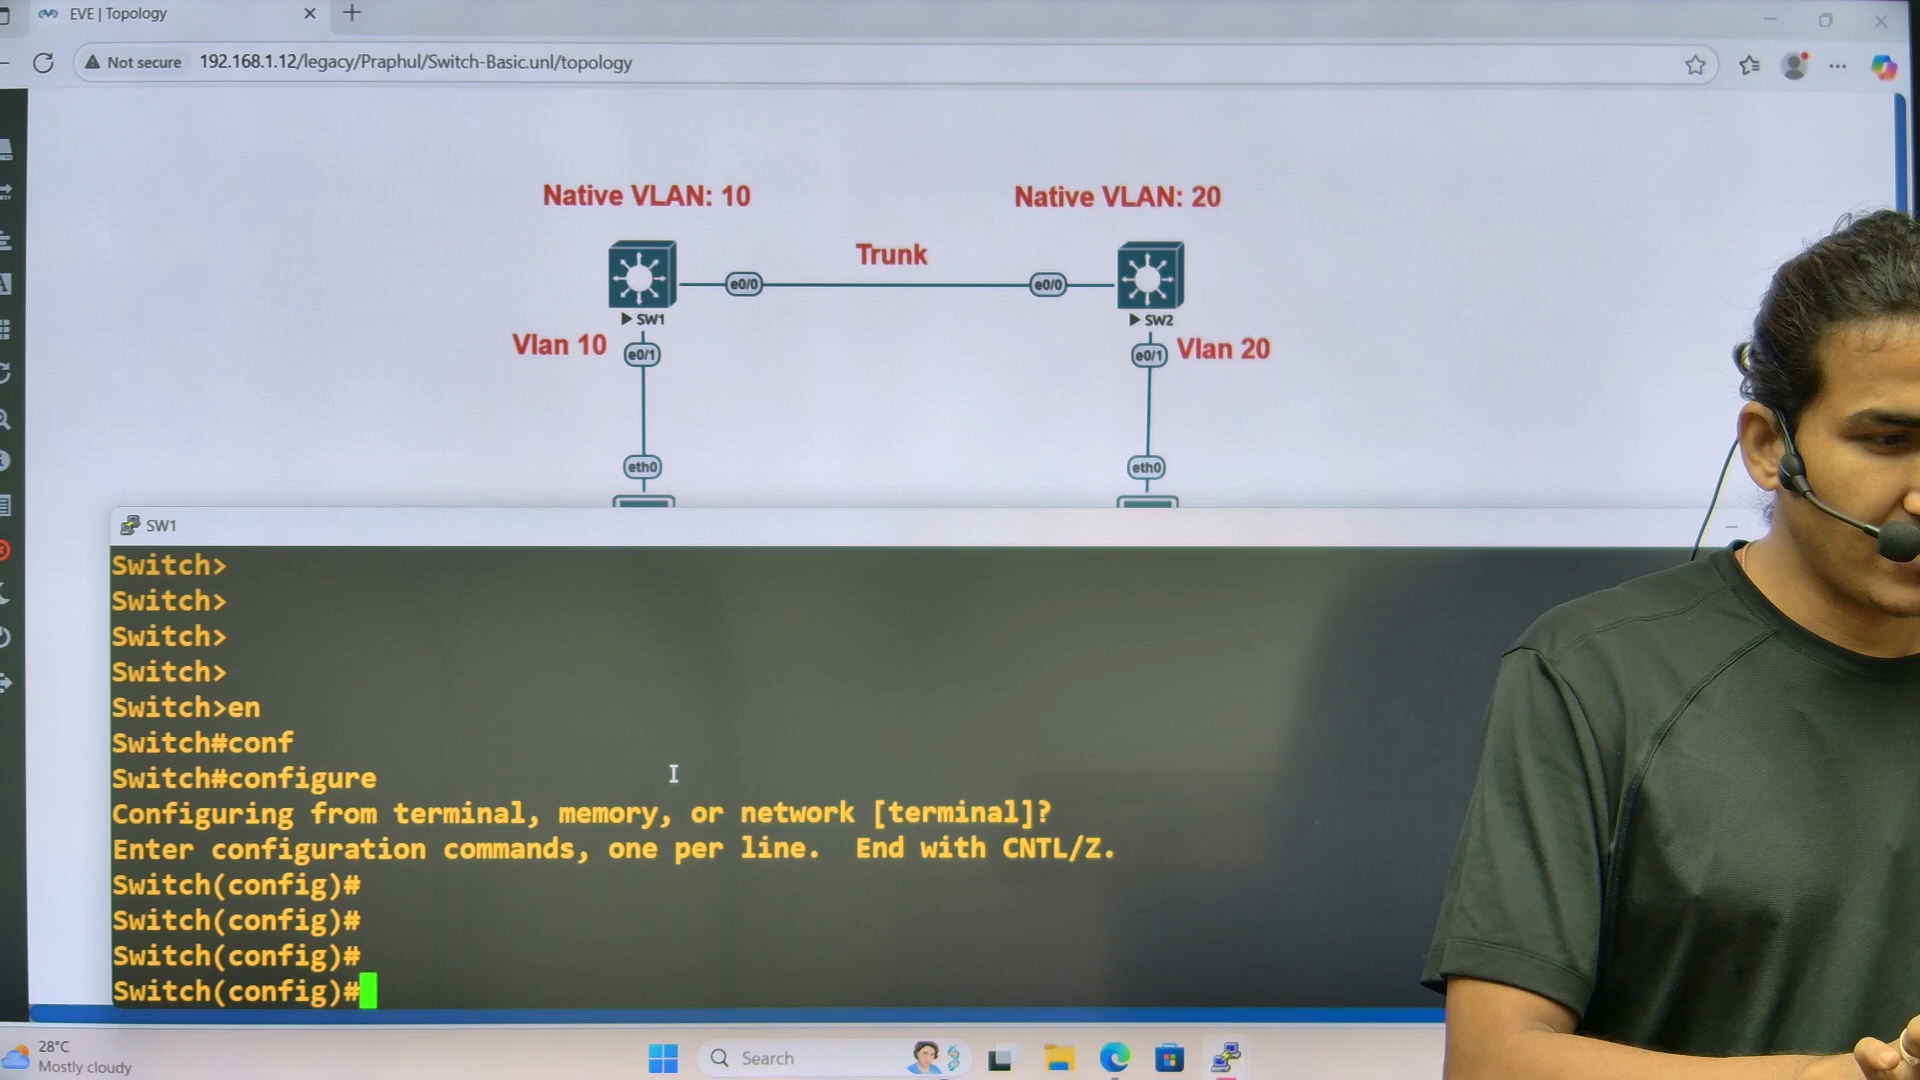 EVE | Topology
Not secure
192.168.1.12/legacy/Praphul/Switch-Basic.unl/topology
Native VLAN: 10
Native VLAN: 20
Trunk
e0/0
e0/0
SW1
SW2
Vlan 10
e0/1
e0/1
Vlan 20
eth0
eth0
SW1
Switch>
Switch>
Switch>
Switch>
Switch>en
Switch#conf
Switch#configure
Configuring from terminal, memory, or network [terminal]?
Enter configuration commands, one per line.  End with CNTL/Z.
Switch(config)#
Switch(config)#
Switch(config)#
Switch(config)#
28°C
Mostly cloudy
Search